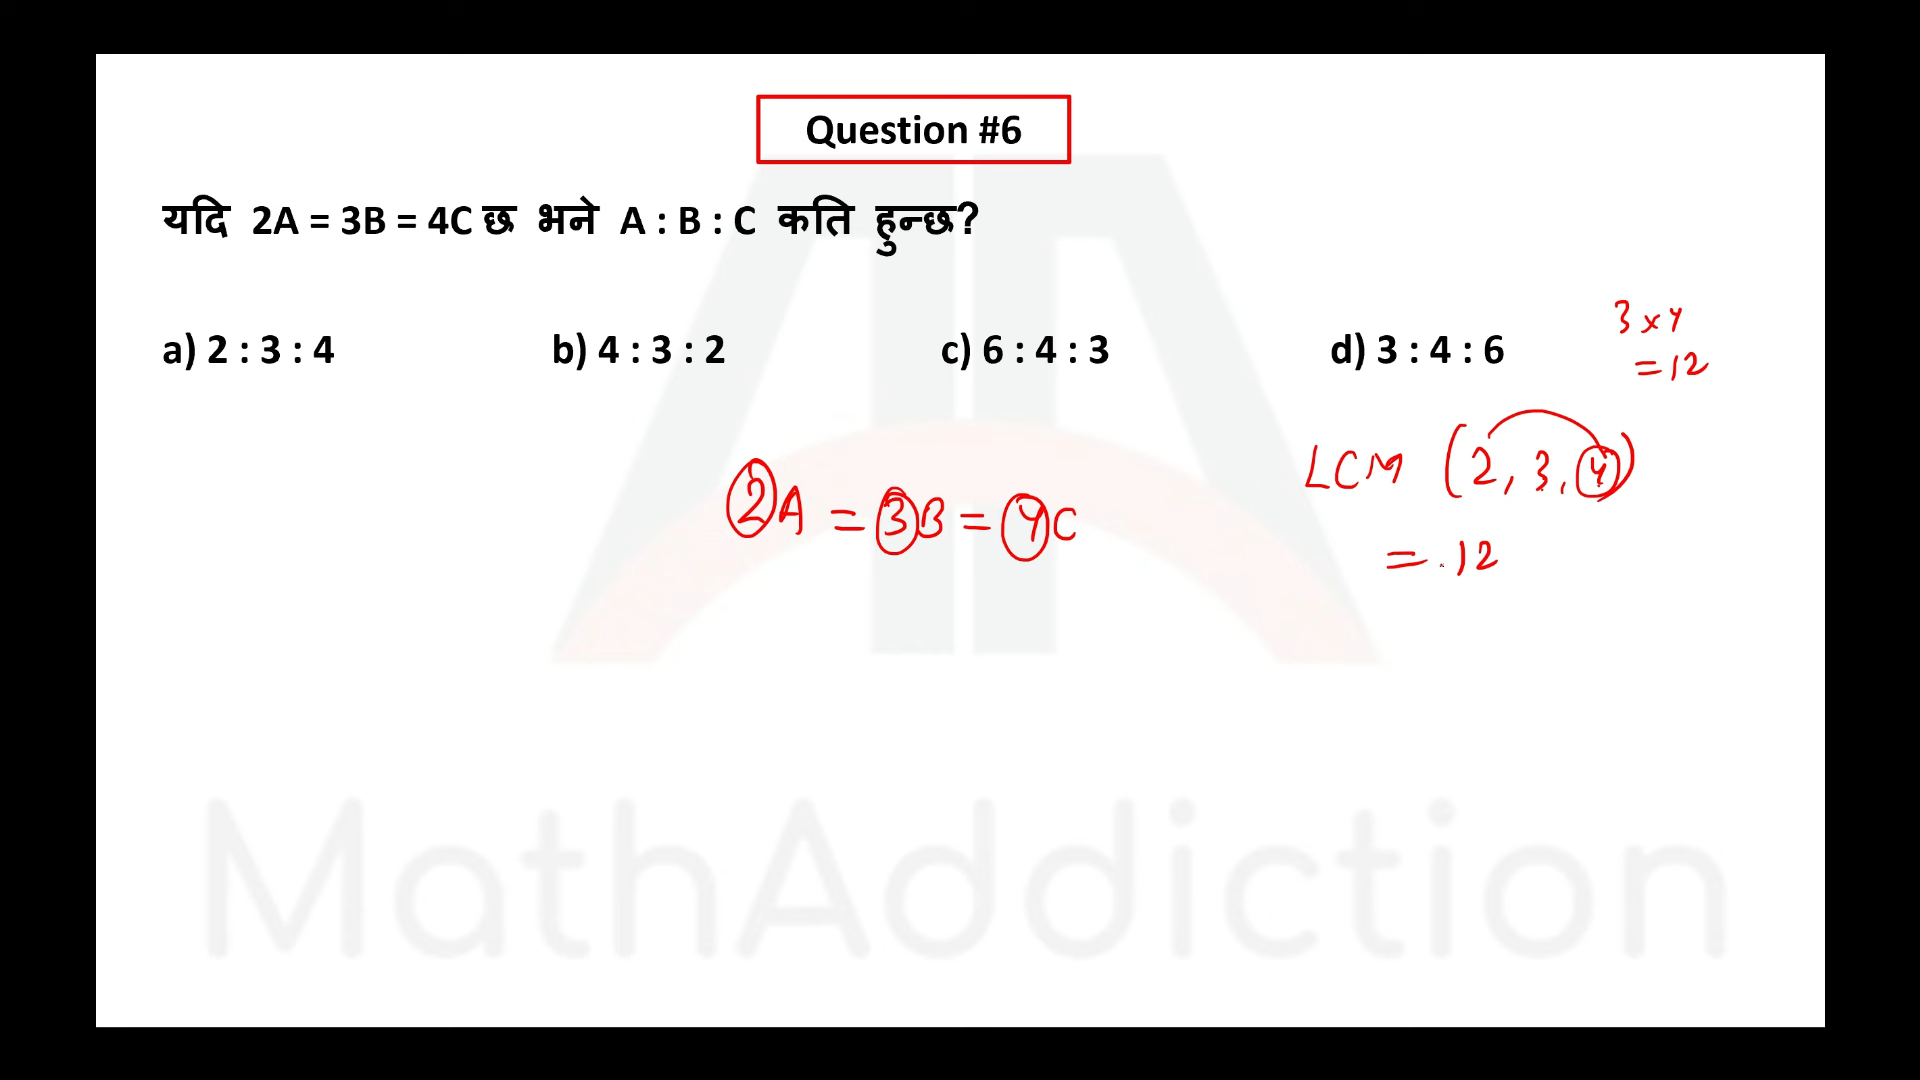 Question #6
यदि 2A = 3B = 4C छ भने A : B : C कति हुन्छ?
a) 2 : 3 : 4 b) 4 : 3 : 2 c) 6 : 4 : 3 d) 3 : 4 : 6
3 x 4
= 12
LCM (2, 3, 4)
2A = 3B = 4C
= 12
MathAddiction